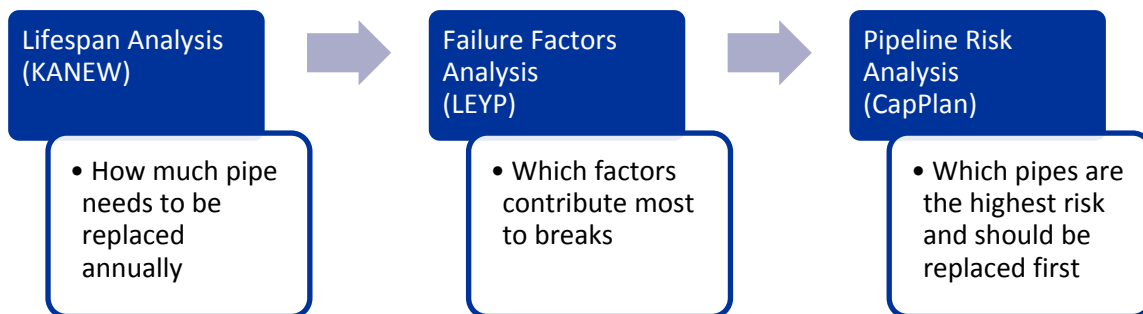 Lifespan Analysis
(KANEW)
• How much pipe
needs to be
replaced
annually
Failure Factors
Analysis
(LEYP)
• Which factors
contribute most
to breaks
Pipeline Risk
Analysis
(CapPlan)
• Which pipes are
the highest risk
and should be
replaced first